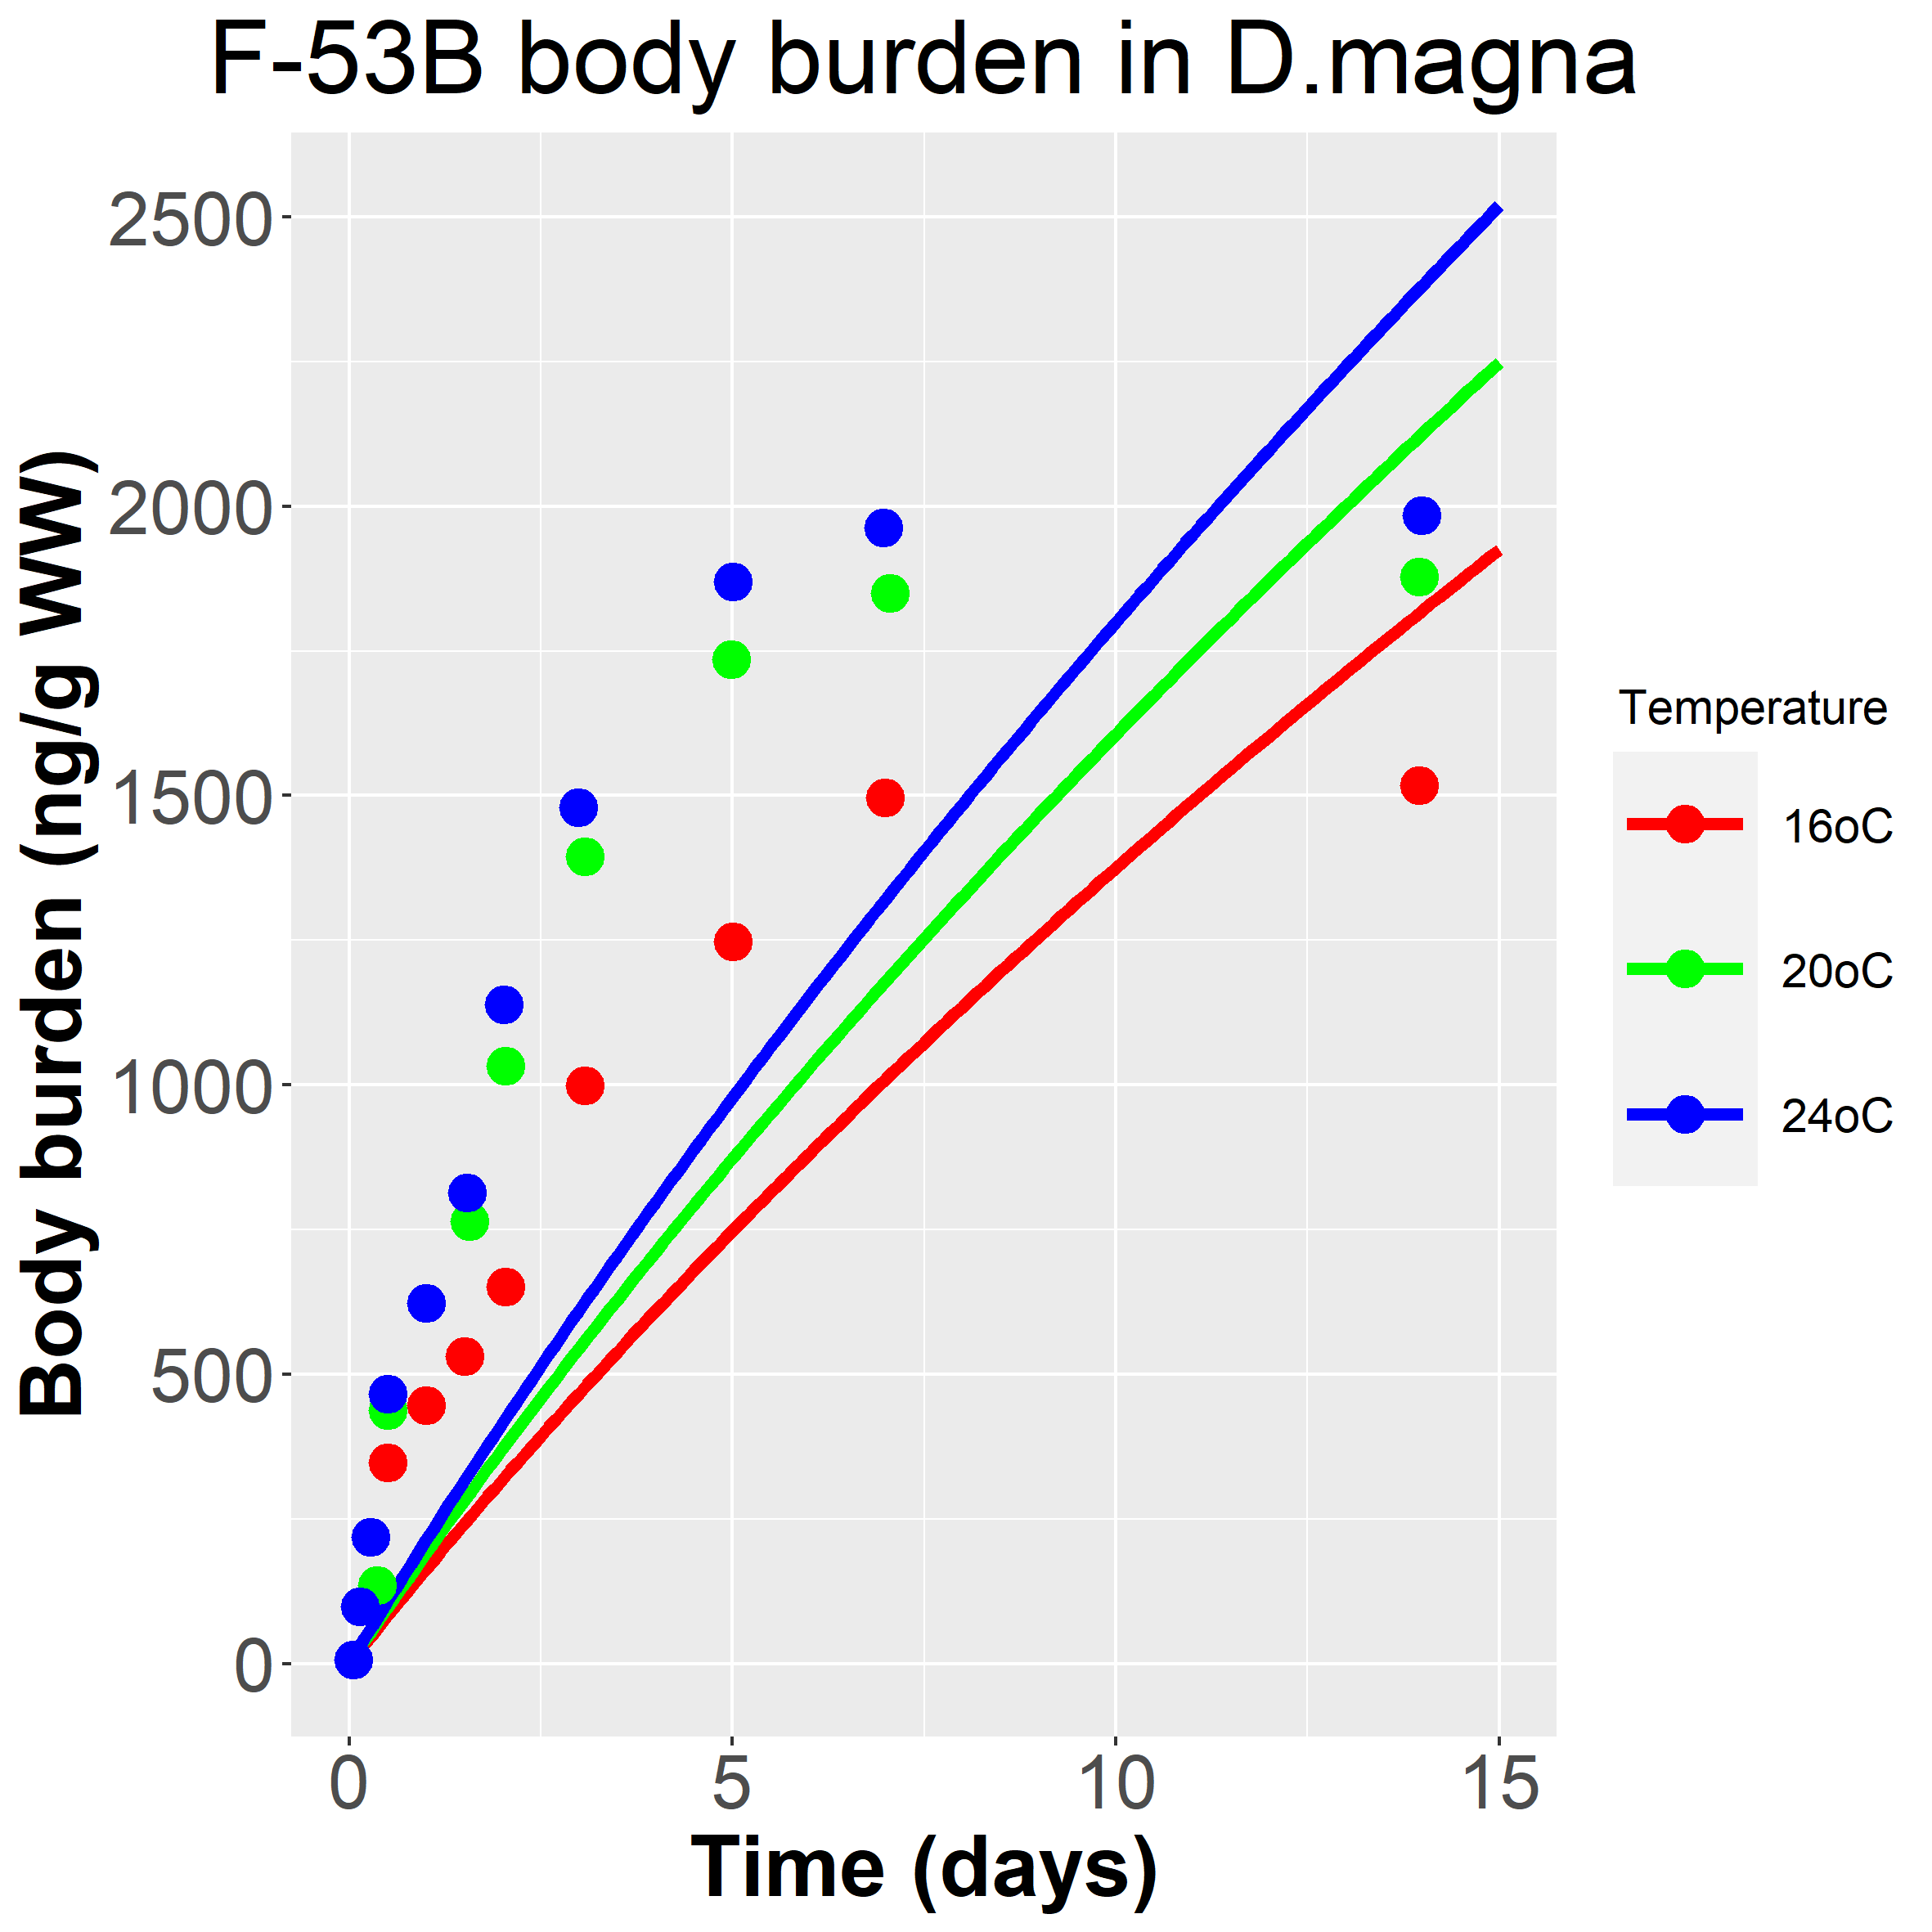 F-53B body burden in D.magna
Body burden (ng/g WW)
2500
2000
1500
1000
500
0
0 5 10 15
Time (days)
Temperature
16oC
20oC
24oC